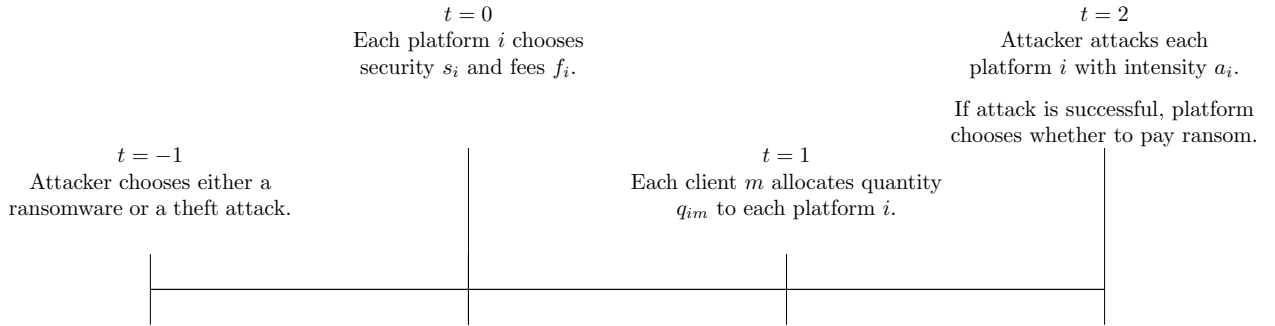 t = −1
Attacker chooses either a
ransomware or a theft attack.
t = 0
Each platform i chooses
security s_i and fees f_i.
t = 1
Each client m allocates quantity
q_{im} to each platform i.
t = 2
Attacker attacks each
platform i with intensity a_i.
If attack is successful, platform
chooses whether to pay ransom.